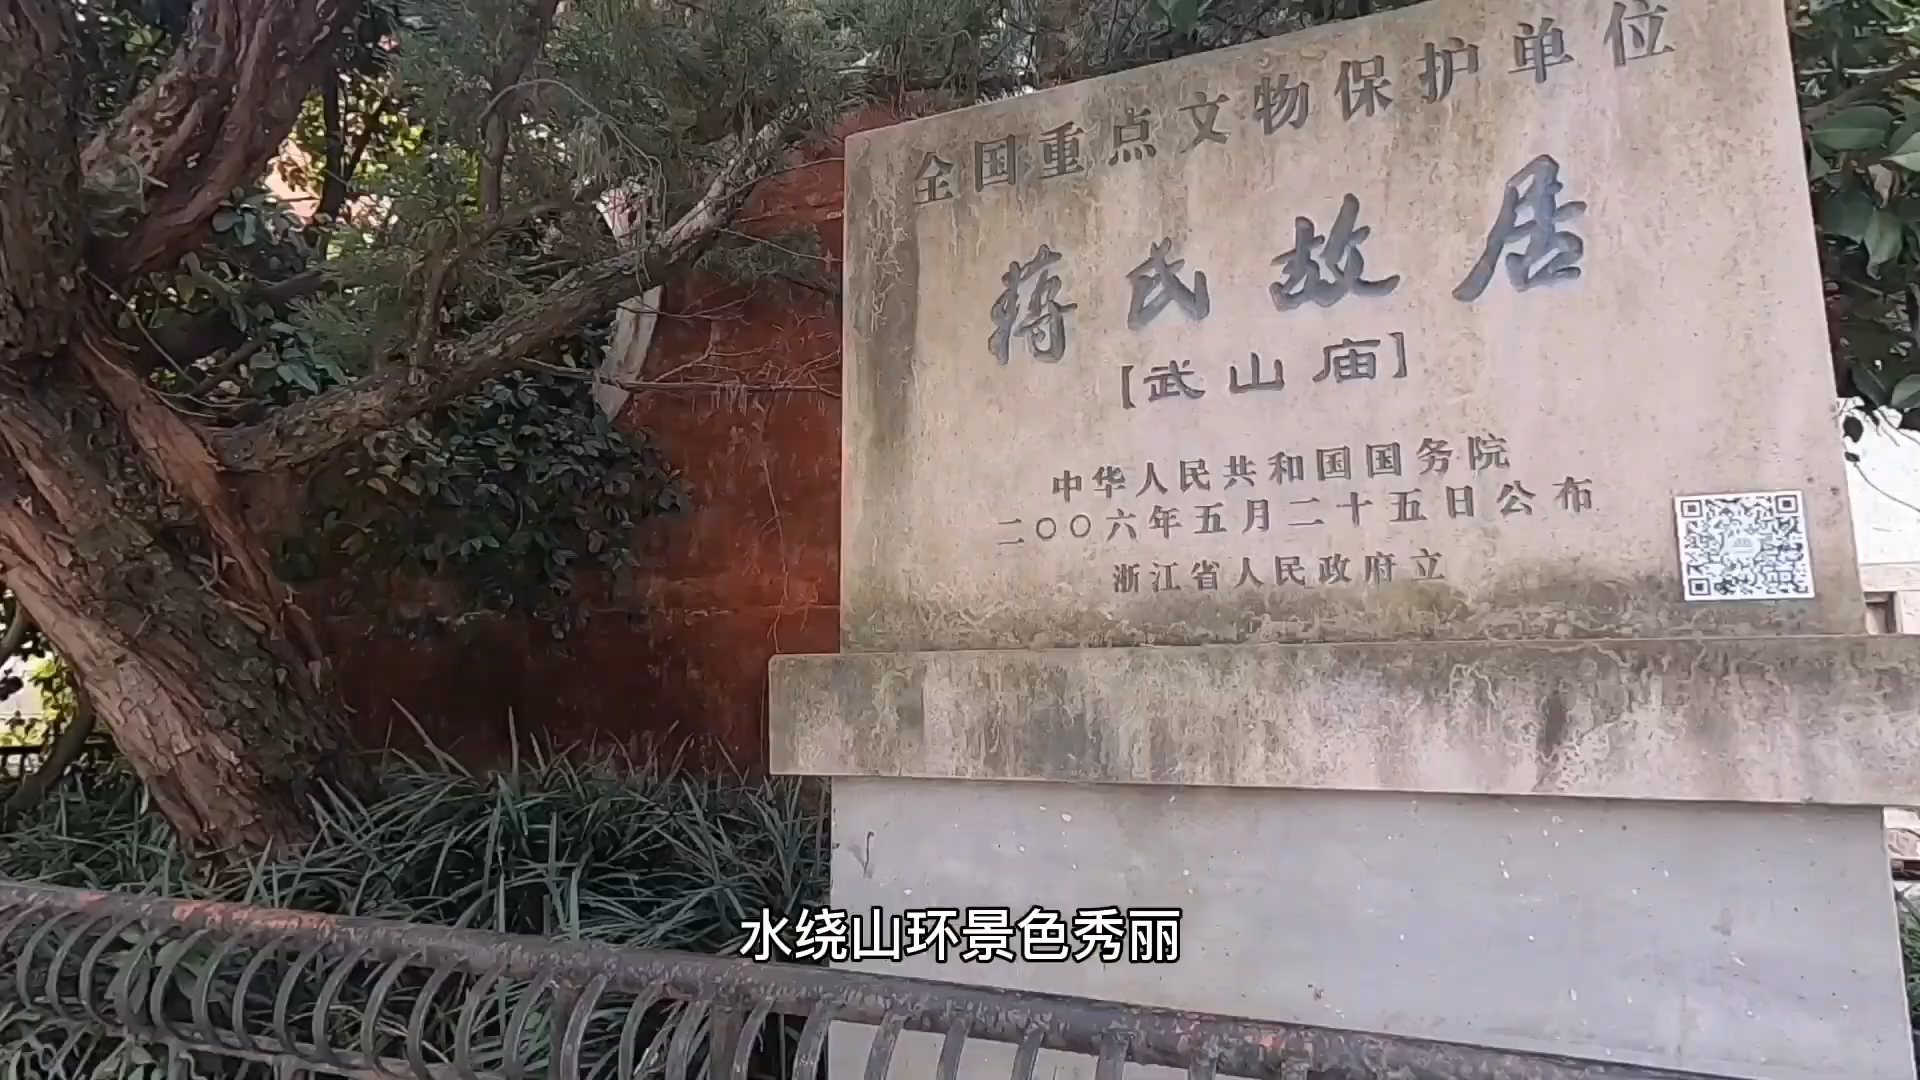 全国重点文物保护单位
蒋氏故居
[武山庙]
中华人民共和国国务院
二〇〇六年五月二十五日公布
浙江省人民政府立
水绕山环景色秀丽